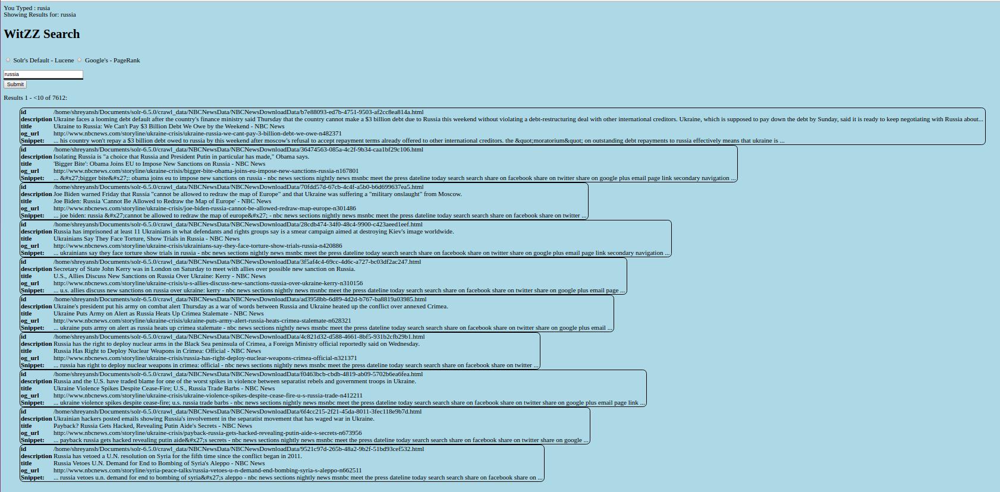 You Typed : rusia
Showing Results for: russia
WitZZ Search
Solr's Default - Lucene Google's - PageRank
russia
Submit
Results 1 - <10 of 7612:
id /home/shreyansh/Documents/solr-6.5.0/crawl_data/NBCNewsData/NBCNewsDownloadData/b7e88093-ed7b-4751-9503-af2cc8ea814a.html
description Ukraine faces a looming debt default after the country's finance ministry said Thursday that the country cannot make a $3 billion debt due to Russia this weekend without violating a debt-restructuring deal with other international creditors. Ukraine, which is supposed to pay down the debt by Sunday, said it is ready to keep negotiating with Russia about...
title Ukraine to Russia: We Can't Pay $3 Billion Debt We Owe by the Weekend - NBC News
og_url http://www.nbcnews.com/storyline/ukraine-crisis/ukraine-russia-we-cant-pay-3-billion-debt-we-owe-n482371
Snippet: ... his country won't repay a $3 billion debt owed to russia by this weekend after moscow's refusal to accept repayment terms already offered to other international creditors. the &quot;moratorium&quot; on outstanding debt repayments to russia effectively means that ukraine is ...
id /home/shreyansh/Documents/solr-6.5.0/crawl_data/NBCNewsData/NBCNewsDownloadData/36474563-085a-4c2f-9b34-caa1bf29c106.html
description Isolating Russia is "a choice that Russia and President Putin in particular has made," Obama says.
title 'Bigger Bite': Obama Joins EU to Impose New Sanctions on Russia - NBC News
og_url http://www.nbcnews.com/storyline/ukraine-crisis/bigger-bite-obama-joins-eu-impose-new-sanctions-russia-n167801
Snippet: ... &#x27;bigger bite&#x27;: obama joins eu to impose new sanctions on russia - nbc news sections nightly news msnbc meet the press dateline today search search share on facebook share on twitter share on google plus email page link secondary navigation ...
id /home/shreyansh/Documents/solr-6.5.0/crawl_data/NBCNewsData/NBCNewsDownloadData/70fdd57d-67cb-4c4f-a5b0-b6d699637ea5.html
description Joe Biden warned Friday that Russia "cannot be allowed to redraw the map of Europe" and that Ukraine was suffering a "military onslaught" from Moscow.
title Joe Biden: Russia 'Cannot Be Allowed to Redraw the Map of Europe' - NBC News
og_url http://www.nbcnews.com/storyline/ukraine-crisis/joe-biden-russia-cannot-be-allowed-redraw-map-europe-n301486
Snippet: ... joe biden: russia &#x27;cannot be allowed to redraw the map of europe&#x27; - nbc news sections nightly news msnbc meet the press dateline today search search share on facebook share on twitter ...
id /home/shreyansh/Documents/solr-6.5.0/crawl_data/NBCNewsData/NBCNewsDownloadData/28cdb474-34f0-48c4-9900-c423aeed1eef.html
description Russia has imprisoned at least 11 Ukrainians in what defendants and rights groups say is a smear campaign aimed at destroying Kiev's image worldwide.
title Ukrainians Say They Face Torture, Show Trials in Russia - NBC News
og_url http://www.nbcnews.com/storyline/ukraine-crisis/ukrainians-say-they-face-torture-show-trials-russia-n420886
Snippet: ... ukrainians say they face torture show trials in russia - nbc news sections nightly news msnbc meet the press dateline today search search share on facebook share on twitter share on google plus email page link secondary navigation ...
id /home/shreyansh/Documents/solr-6.5.0/crawl_data/NBCNewsData/NBCNewsDownloadData/3f5af4c4-69cc-4d6c-a727-bc03df2ac247.html
description Secretary of State John Kerry was in London on Saturday to meet with allies over possible new sanction on Russia.
title U.S., Allies Discuss New Sanctions on Russia Over Ukraine: Kerry - NBC News
og_url http://www.nbcnews.com/storyline/ukraine-crisis/u-s-allies-discuss-new-sanctions-russia-over-ukraine-kerry-n310156
Snippet: ... u.s. allies discuss new sanctions on russia over ukraine: kerry - nbc news sections nightly news msnbc meet the press dateline today search search share on facebook share on twitter share on google plus email page ...
id /home/shreyansh/Documents/solr-6.5.0/crawl_data/NBCNewsData/NBCNewsDownloadData/ad3958bb-6d89-4d2d-b767-ba8819a03985.html
description Ukraine's president put his army on combat alert Thursday as a war of words between Russia and Ukraine heated up the conflict over annexed Crimea.
title Ukraine Puts Army on Alert as Russia Heats Up Crimea Stalemate - NBC News
og_url http://www.nbcnews.com/storyline/ukraine-crisis/ukraine-puts-army-alert-russia-heats-crimea-stalemate-n628321
Snippet: ... ukraine puts army on alert as russia heats up crimea stalemate - nbc news sections nightly news msnbc meet the press dateline today search search share on facebook share on twitter share on google plus email ...
id /home/shreyansh/Documents/solr-6.5.0/crawl_data/NBCNewsData/NBCNewsDownloadData/4c821d32-d588-4661-8bf5-931b2cfb29b1.html
description Russia has the right to deploy nuclear arms in the Black Sea peninsula of Crimea, a Foreign Ministry official reportedly said on Wednesday.
title Russia Has Right to Deploy Nuclear Weapons in Crimea: Official - NBC News
og_url http://www.nbcnews.com/storyline/ukraine-crisis/russia-has-right-deploy-nuclear-weapons-crimea-official-n321371
Snippet: ... russia has right to deploy nuclear weapons in crimea: official - nbc news sections nightly news msnbc meet the press dateline today search search share on facebook share on twitter ...
id /home/shreyansh/Documents/solr-6.5.0/crawl_data/NBCNewsData/NBCNewsDownloadData/f0463bcb-cbdb-4819-ab09-5702b6ea6fea.html
description Russia and the U.S. have traded blame for one of the worst spikes in violence between separatist rebels and government troops in Ukraine.
title Ukraine Violence Spikes Despite Cease-Fire; U.S., Russia Trade Barbs - NBC News
og_url http://www.nbcnews.com/storyline/ukraine-crisis/ukraine-violence-spikes-despite-cease-fire-u-s-russia-trade-n412211
Snippet: ... ukraine violence spikes despite cease-fire; u.s. russia trade barbs - nbc news sections nightly news msnbc meet the press dateline today search search share on facebook share on twitter share on google plus email page link ...
id /home/shreyansh/Documents/solr-6.5.0/crawl_data/NBCNewsData/NBCNewsDownloadData/6f4cc215-2f21-45da-8011-3fec118e9b7d.html
description Ukrainian hackers posted emails showing Russia's involvement in the separatist movement that has waged war in Ukraine.
title Payback? Russia Gets Hacked, Revealing Putin Aide's Secrets - NBC News
og_url http://www.nbcnews.com/storyline/ukraine-crisis/payback-russia-gets-hacked-revealing-putin-aide-s-secrets-n673956
Snippet: ... payback russia gets hacked revealing putin aide&#x27;s secrets - nbc news sections nightly news msnbc meet the press dateline today search search share on facebook share on twitter share on google ...
id /home/shreyansh/Documents/solr-6.5.0/crawl_data/NBCNewsData/NBCNewsDownloadData/9521c97d-265b-48a2-9b2f-51bd93cef532.html
description Russia has vetoed a U.N. resolution on Syria for the fifth time since the conflict began in 2011.
title Russia Vetoes U.N. Demand for End to Bombing of Syria's Aleppo - NBC News
og_url http://www.nbcnews.com/storyline/syria-peace-talks/russia-vetoes-u-n-demand-end-bombing-syria-s-aleppo-n662511
Snippet: ... russia vetoes u.n. demand for end to bombing of syria&#x27;s aleppo - nbc news sections nightly news msnbc meet the press dateline today search search share on facebook share on ...